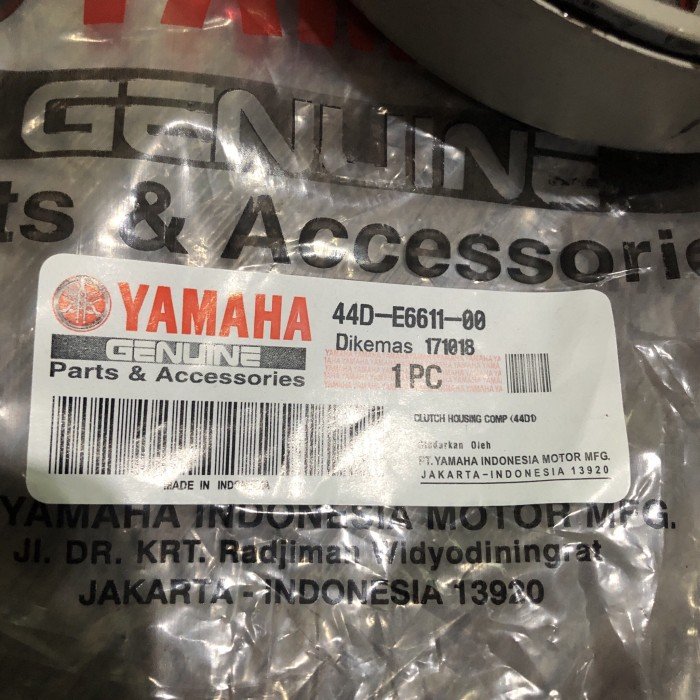 GENUINE
ts & Accessories
YAMAHA
GENUINE
Parts & Accessories
44D-E6611-00
Dikemas 171018
1 PC
CLUTCH HOUSING COMP (44D1)
Diedarkan Oleh
PT. YAMAHA INDONESIA MOTOR MFG.
JAKARTA-INDONESIA 13920
MADE IN INDONESIA
YAMAHA INDONESIA MOTOR MFG.
Jl. DR. KRT. Radjiman Widyodiningrat
JAKARTA - INDONESIA 13920